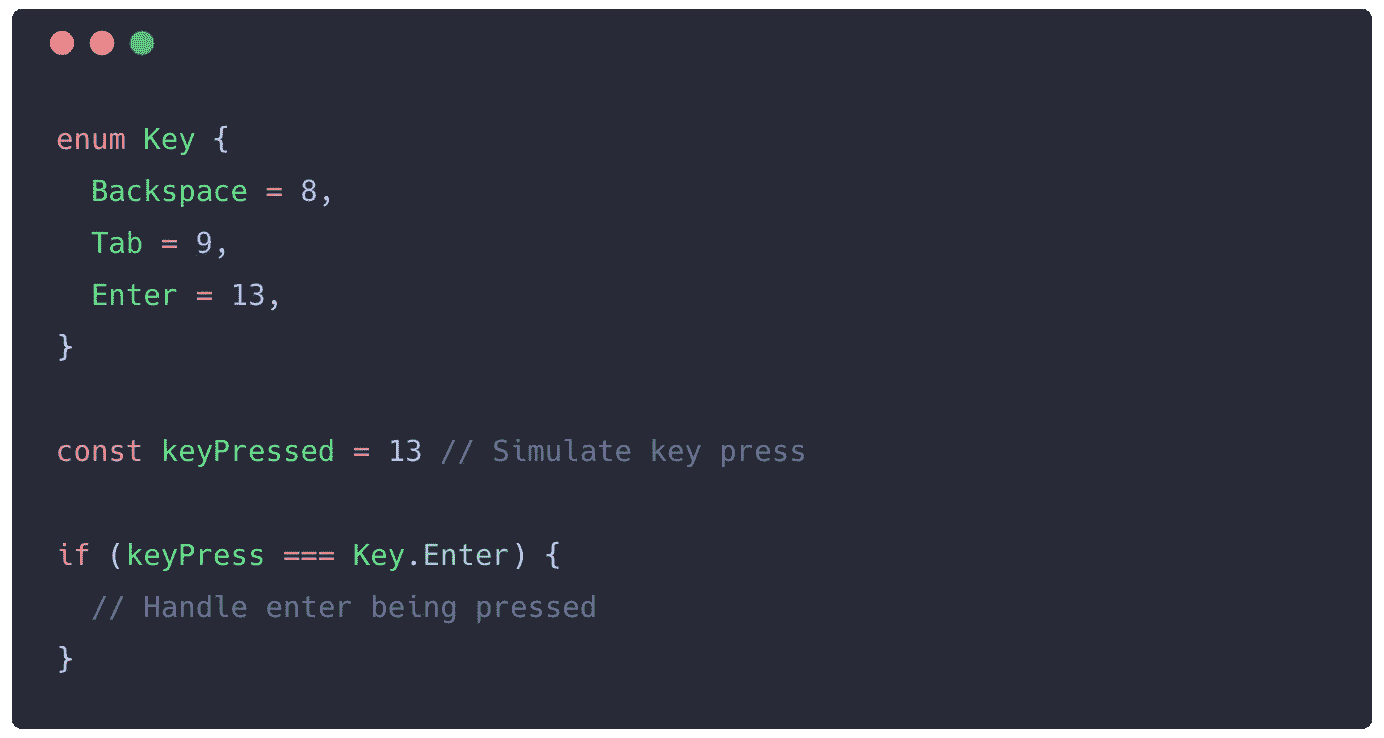 enum Key {
  Backspace = 8,
  Tab = 9,
  Enter = 13,
}
const keyPressed = 13 // Simulate key press
if (keyPress === Key.Enter) {
  // Handle enter being pressed
}